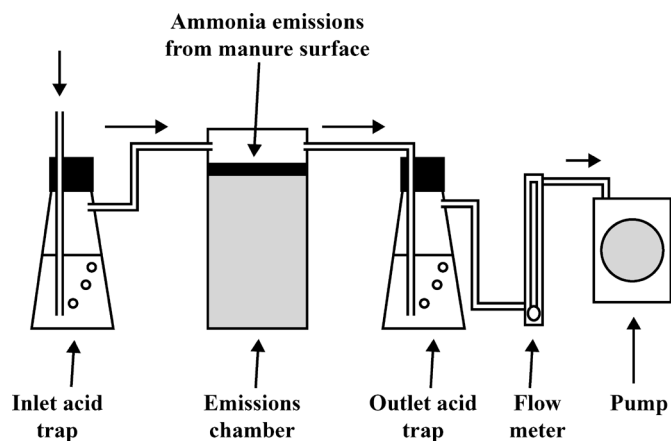 Ammonia emissions
from manure surface
Inlet acid
trap
Emissions
chamber
Outlet acid
trap
Flow
meter
Pump